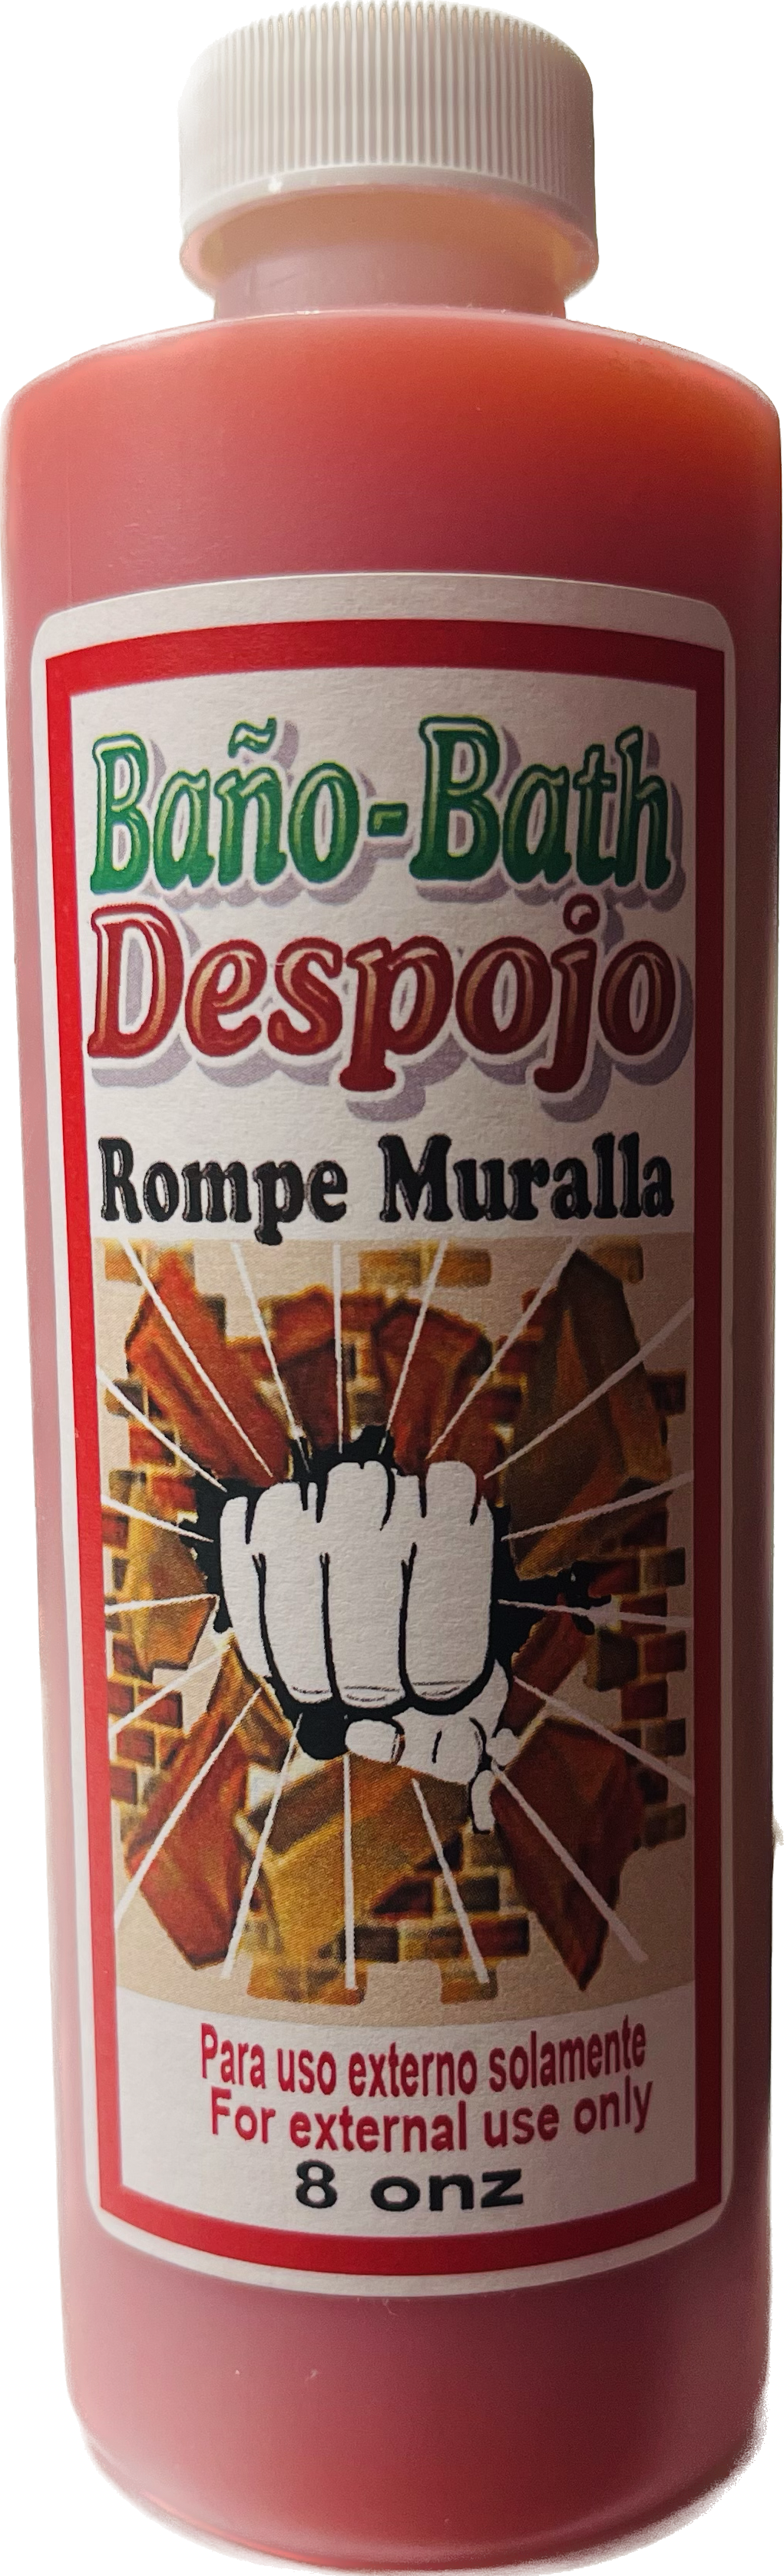 Baño-Bath
Despojo
Rompe Muralla
Para uso externo solamente
For external use only
8 onz